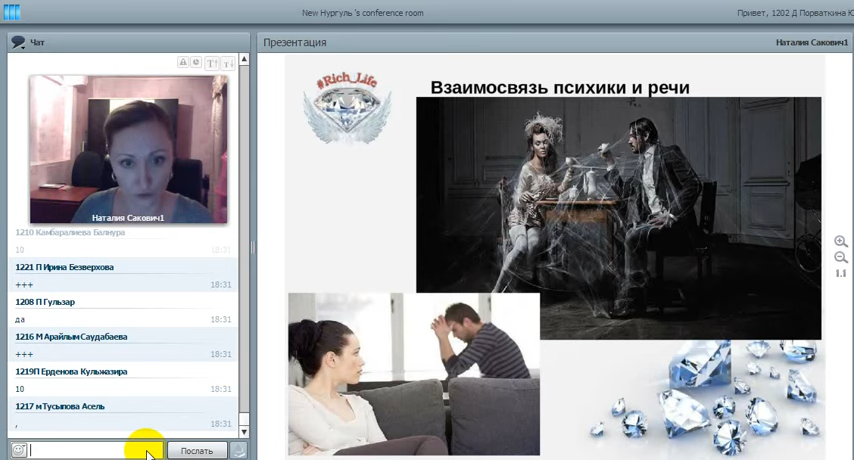 New Нургуль 's conference room
Привет, 1202 Д Порваткина Ю
Чат
Презентация
Наталия Сакович1
#Rich_Life
Взаимосвязь психики и речи
Наталия Сакович1
1210 Камбаралиева Балнура
10 18:31
1221 П Ирина Безверхова
+++ 18:31
1208 П Гульзар
да 18:31
1216 М Арайлым Саудабаева
+++ 18:31
1219П Ерденова Кульжазира
10 18:31
1217 м Тусыпова Асель
, 18:31
Послать
1:1